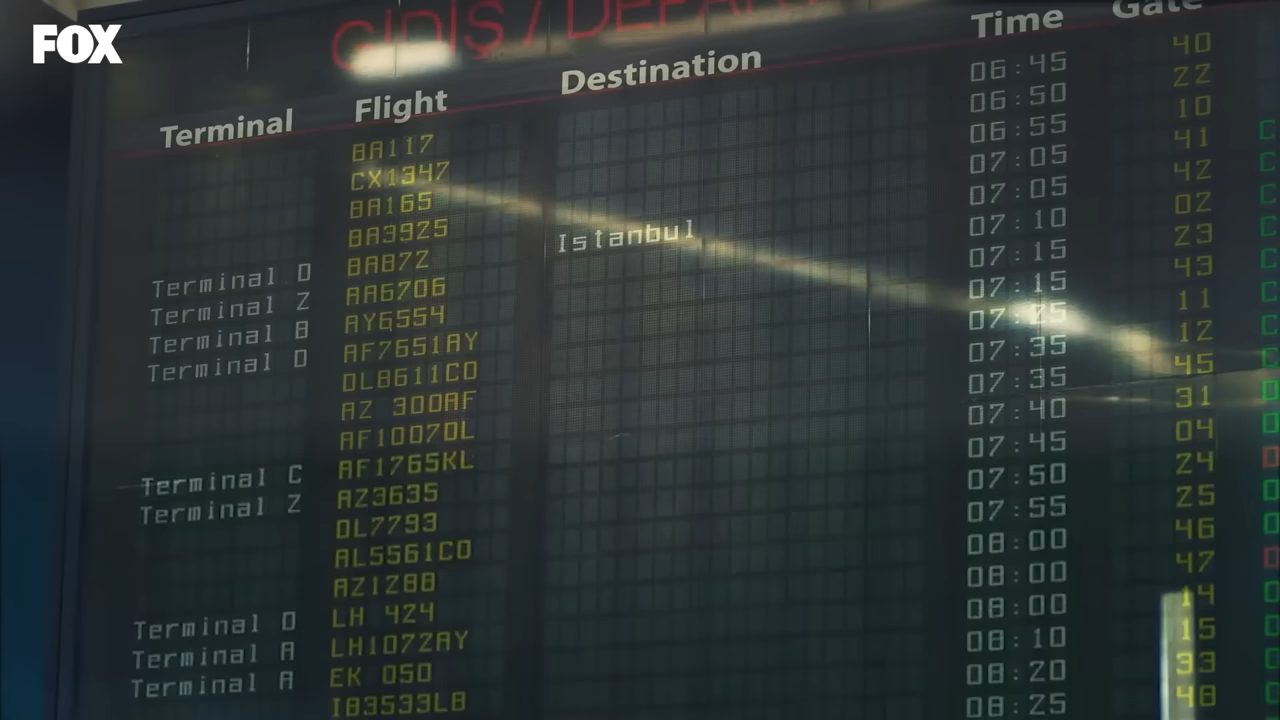 FOX
GİDİŞ / DEPAR
Terminal Flight Destination Time Gate
BA117 06:45 40
CX1347 06:50 22
BA165 06:55 10
BA3925 07:05 41
Terminal D BA872 Istanbul 07:05 42
Terminal Z AA6706 07:10 02
Terminal B AY6554 07:15 23
Terminal D AF7651AY 07:15 43
DL8611CO 07:25 11
AZ 300AF 07:35 12
AF1007DL 07:35 45
Terminal C AF1765KL 07:40 31
Terminal Z AZ3635 07:45 04
DL7793 07:50 24
AL5561CO 07:55 25
AZ1288 08:00 46
Terminal D LH 424 08:00 47
Terminal A LH1072AY 08:00 14
Terminal A EK 050 08:10 15
IB3533LB 08:20 33
08:25 48